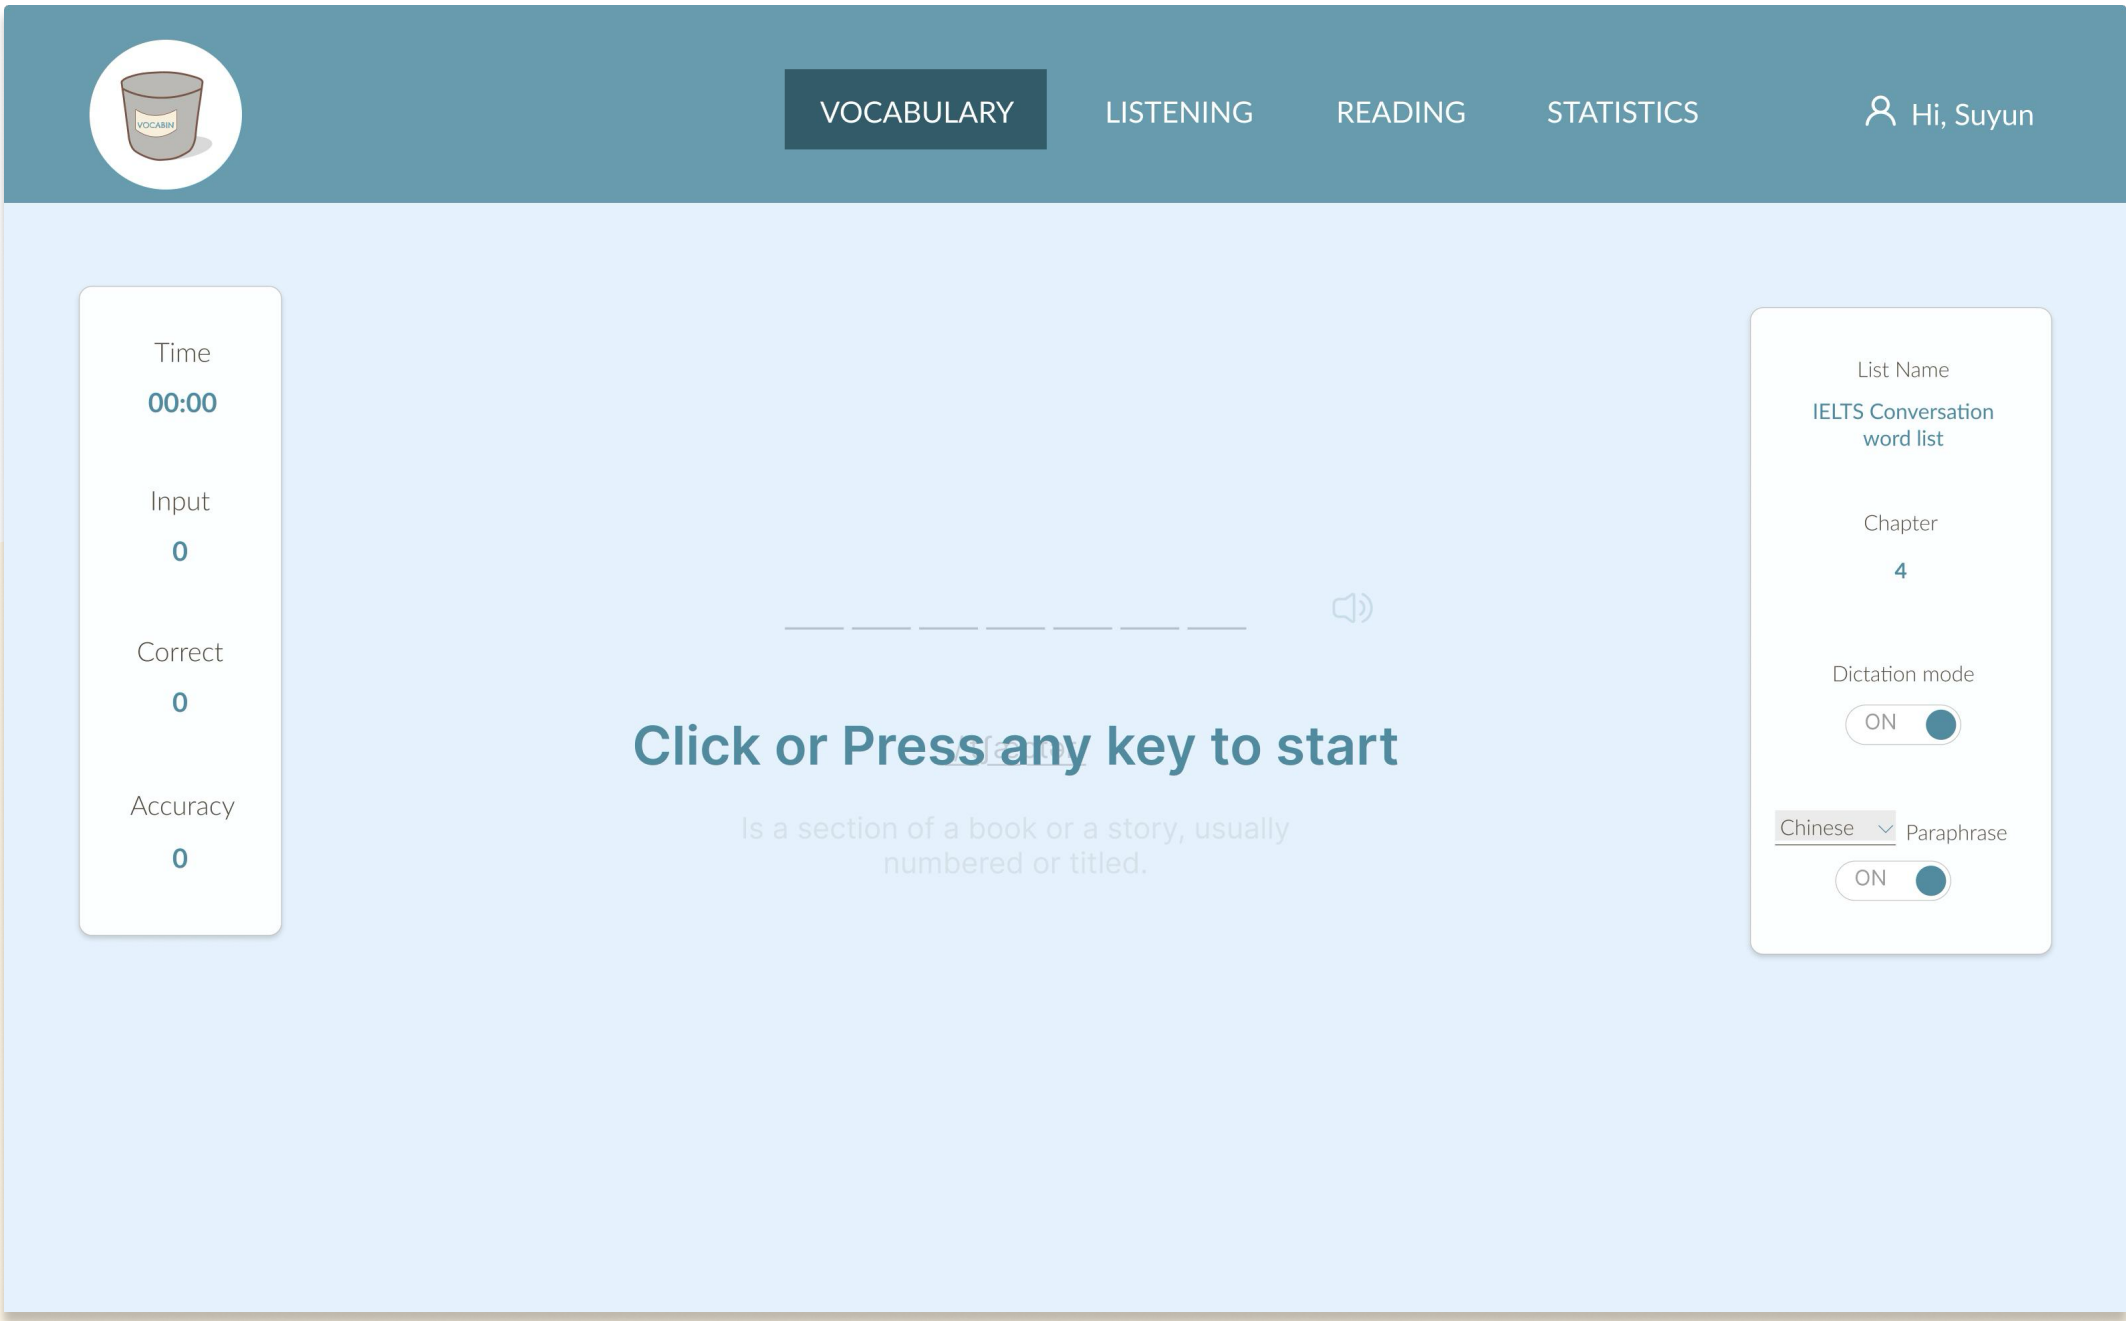 VOCABIN
VOCABULARY
LISTENING
READING
STATISTICS
Hi, Suyun
Time
00:00
Input
0
Correct
0
Accuracy
0
Click or Press any key to start
Is a section of a book or a story, usually
numbered or titled.
List Name
IELTS Conversation
word list
Chapter
4
Dictation mode
ON
Chinese
Paraphrase
ON